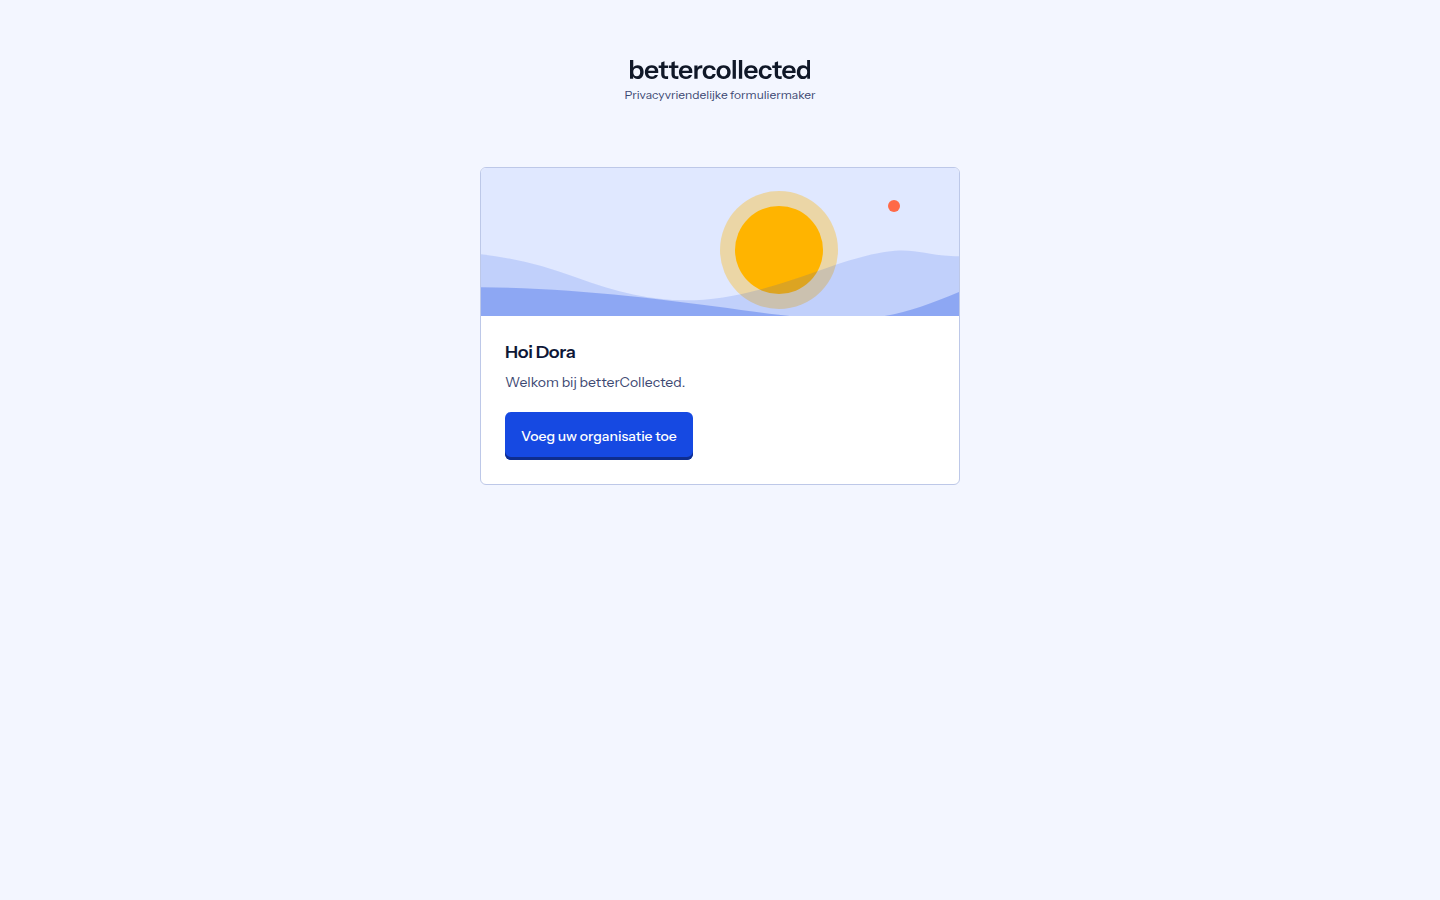 bettercollected
Privacyvriendelijke formuliermaker
Hoi Dora
Welkom bij betterCollected.
Voeg uw organisatie toe